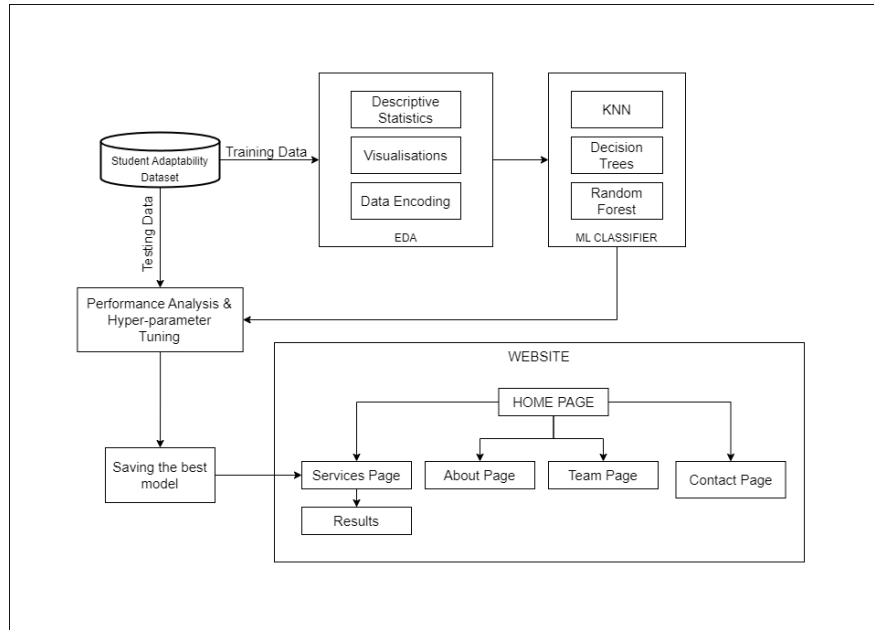 Descriptive
Statistics
KNN
Student Adaptability
Dataset
Training Data
Visualisations
Decision
Trees
Data Encoding
Random
Forest
EDA
ML CLASSIFIER
Testing Data
Performance Analysis &
Hyper-parameter
Tuning
WEBSITE
HOME PAGE
Saving the best
model
Services Page
About Page
Team Page
Contact Page
Results